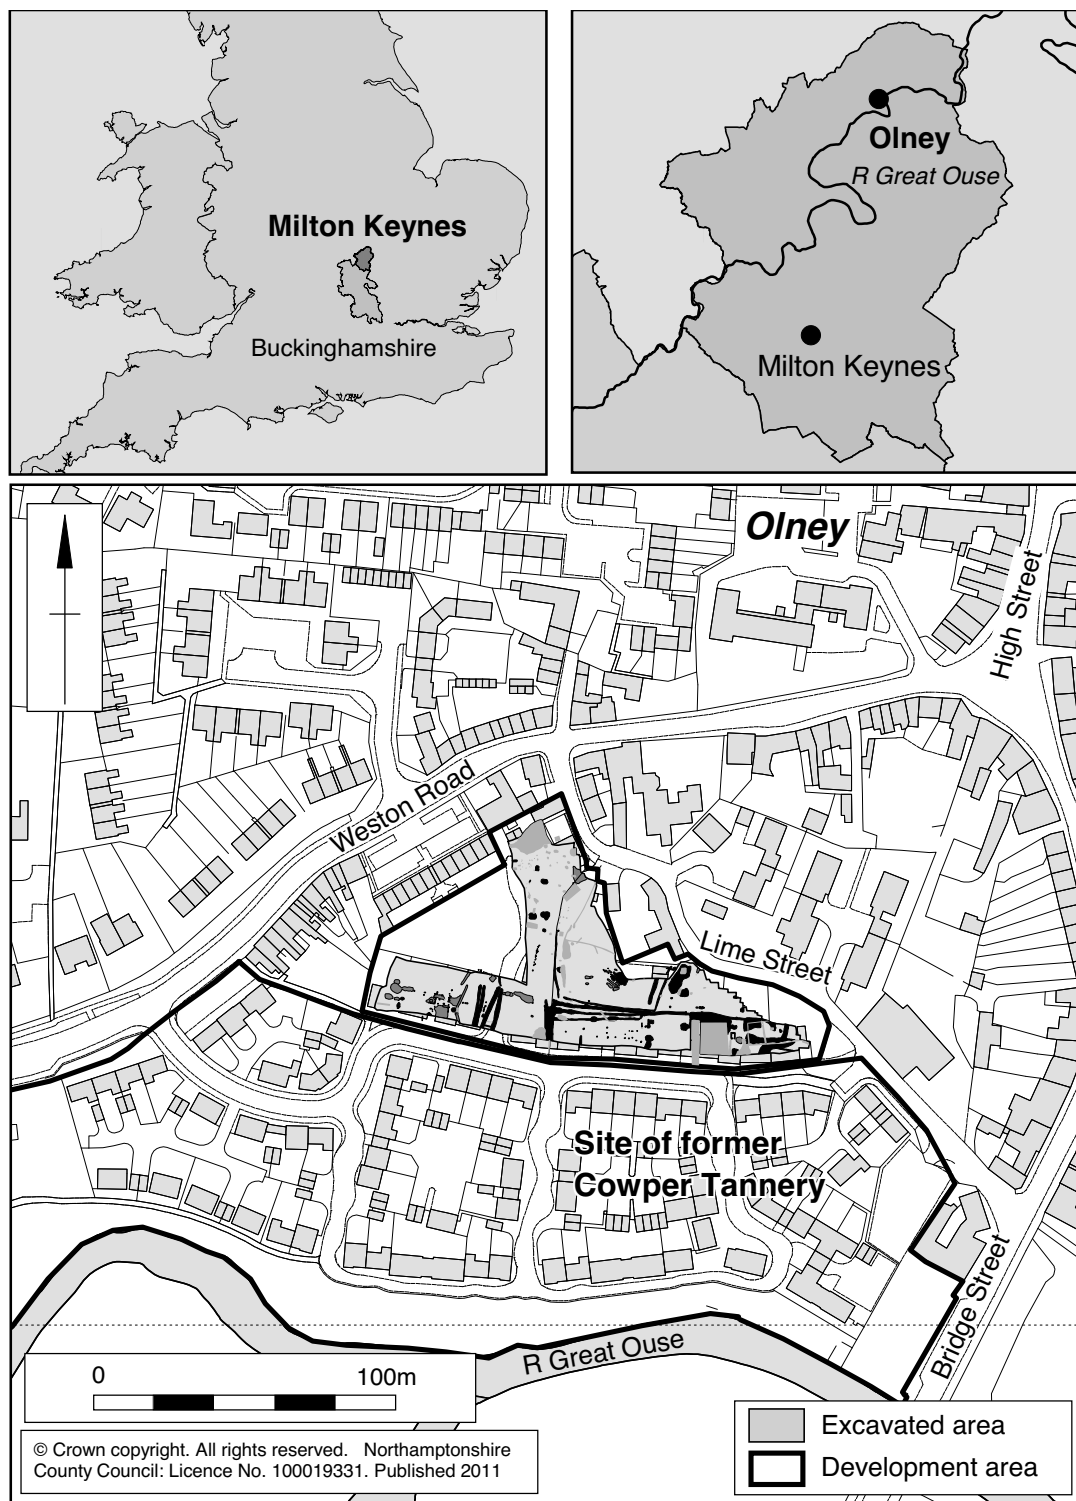 Milton Keynes
Buckinghamshire
Olney
R Great Ouse
Milton Keynes
Olney
High Street
Weston Road
Lime Street
Site of former
Cowper Tannery
Bridge Street
R Great Ouse
0 100m
© Crown copyright. All rights reserved. Northamptonshire
County Council: Licence No. 100019331. Published 2011
Excavated area
Development area